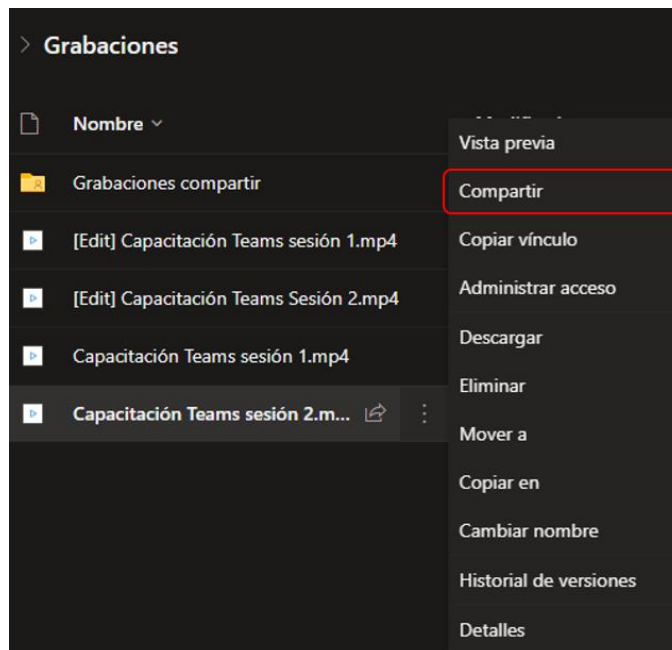 Grabaciones
Nombre
Vista previa
Grabaciones compartir
Compartir
[Edit] Capacitación Teams sesión 1.mp4
Copiar vínculo
[Edit] Capacitación Teams Sesión 2.mp4
Administrar acceso
Capacitación Teams sesión 1.mp4
Descargar
Eliminar
Capacitación Teams sesión 2.m...
Mover a
Copiar en
Cambiar nombre
Historial de versiones
Detalles